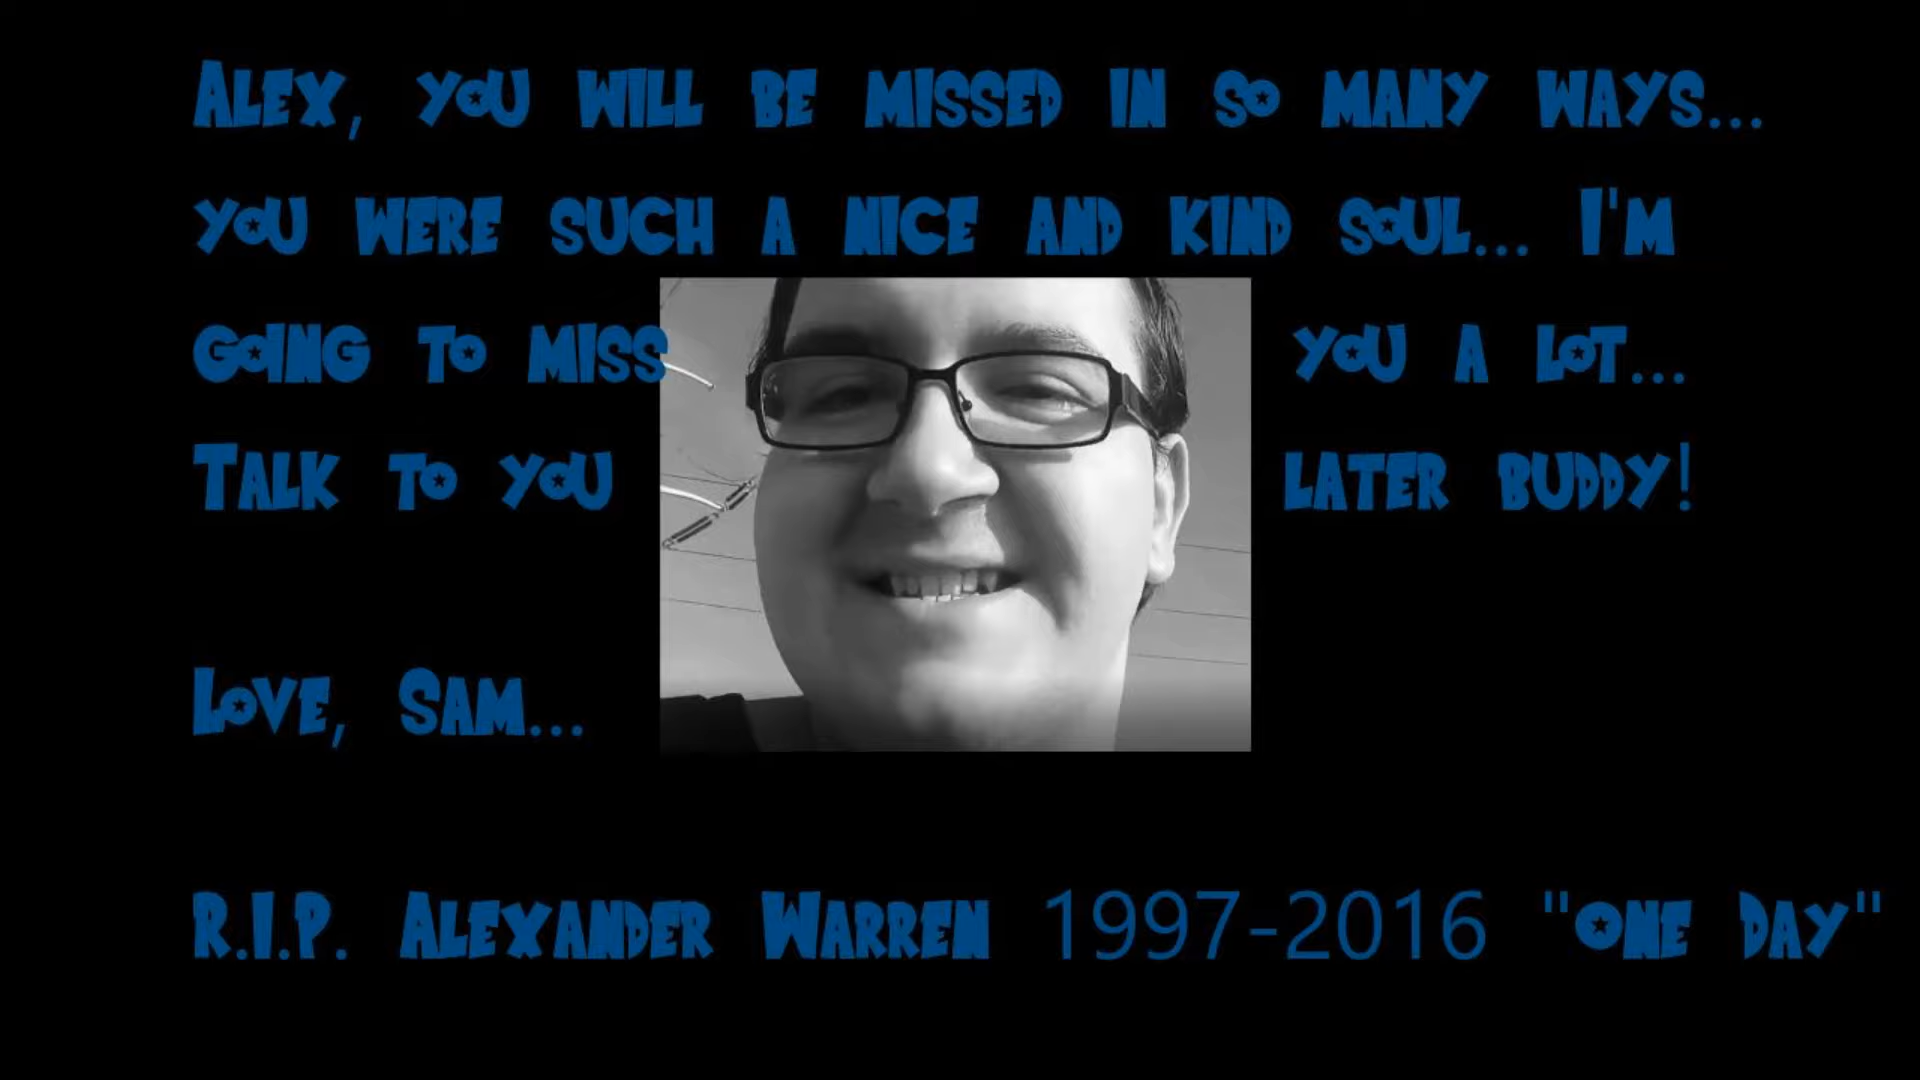 Alex, you will be missed in so many ways...
you were such a nice and kind soul... I'm
going to miss you a lot...
Talk to you later buddy!
Love, Sam...
R.I.P. Alexander Warren 1997-2016 "one day"